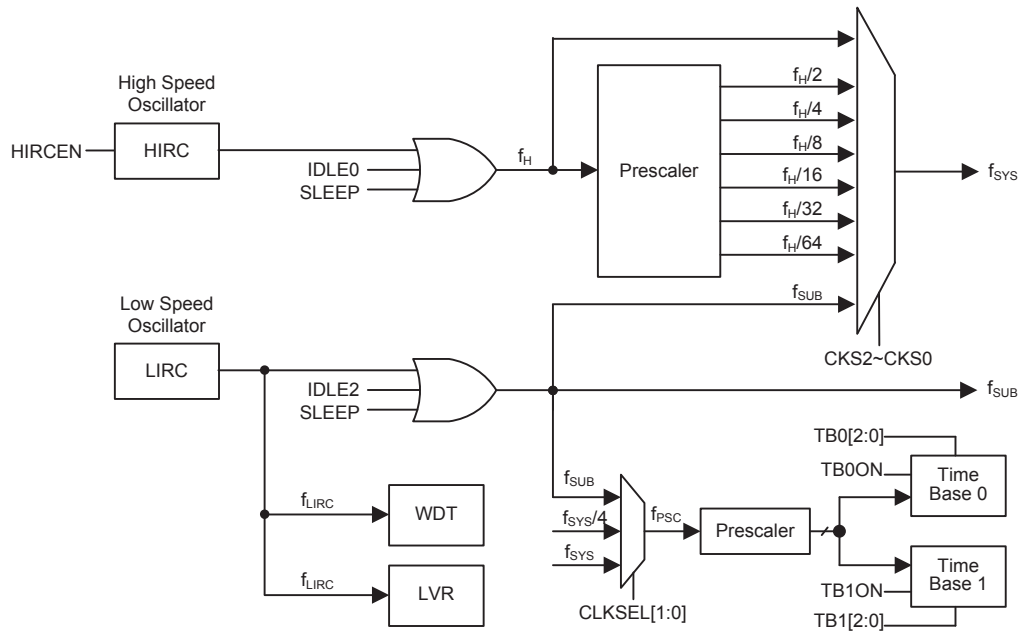 High Speed
Oscillator
HIRCEN
HIRC
IDLE0
SLEEP
fH
Prescaler
fH/2
fH/4
fH/8
fH/16
fH/32
fH/64
fSUB
fSYS
CKS2~CKS0
Low Speed
Oscillator
LIRC
IDLE2
SLEEP
fSUB
fLIRC
WDT
fLIRC
LVR
fSUB
fSYS/4
fSYS
CLKSEL[1:0]
fPSC
Prescaler
TB0[2:0]
TB0ON
Time
Base 0
Time
Base 1
TB1ON
TB1[2:0]